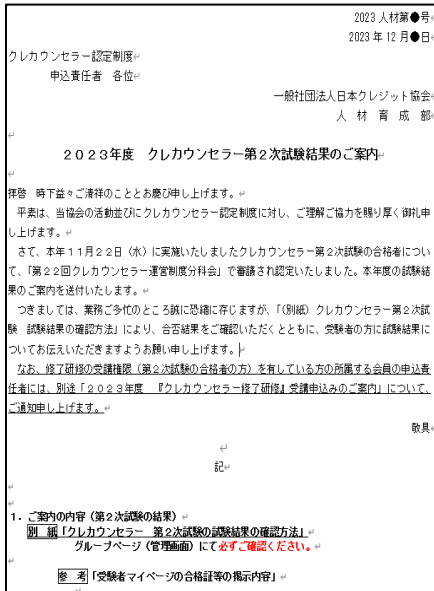 2023 人材第●号
2023 年 12 月●日
クレカウンセラー認定制度
申込責任者　各位
一般社団法人日本クレジット協会
人　材　育　成　部
２０２３年度　クレカウンセラー第２次試験結果のご案内
拝啓　時下益々ご清祥のこととお慶び申し上げます。
平素は、当協会の活動並びにクレカウンセラー認定制度に対し、ご理解ご協力を賜り厚く御礼申
し上げます。
さて、本年１１月２２日（水）に実施いたしましたクレカウンセラー第２次試験の合格者につい
て、「第２２回クレカウンセラー運営制度分科会」で審議され認定いたしました。本年度の試験結
果のご案内を送付いたします。
つきましては、業務ご多忙のところ誠に恐縮に存じますが、「（別紙）クレカウンセラー第２次試
験　試験結果の確認方法」により、合否結果をご確認いただくとともに、受験者の方に試験結果に
ついてお伝えいただきますようお願い申し上げます。
なお、修了研修の受講権限（第２次試験の合格者の方）を有している方の所属する会員の申込責
任者には、別途「２０２３年度　『クレカウンセラー修了研修』受講申込みのご案内」について、
ご通知申し上げます。
敬具
記
１．ご案内の内容（第２次試験の結果）
別　紙「クレカウンセラー　第２次試験の試験結果の確認方法」
グループページ（管理画面）にて必ずご確認ください。
参　考「受験者マイページの合格証等の掲示内容」